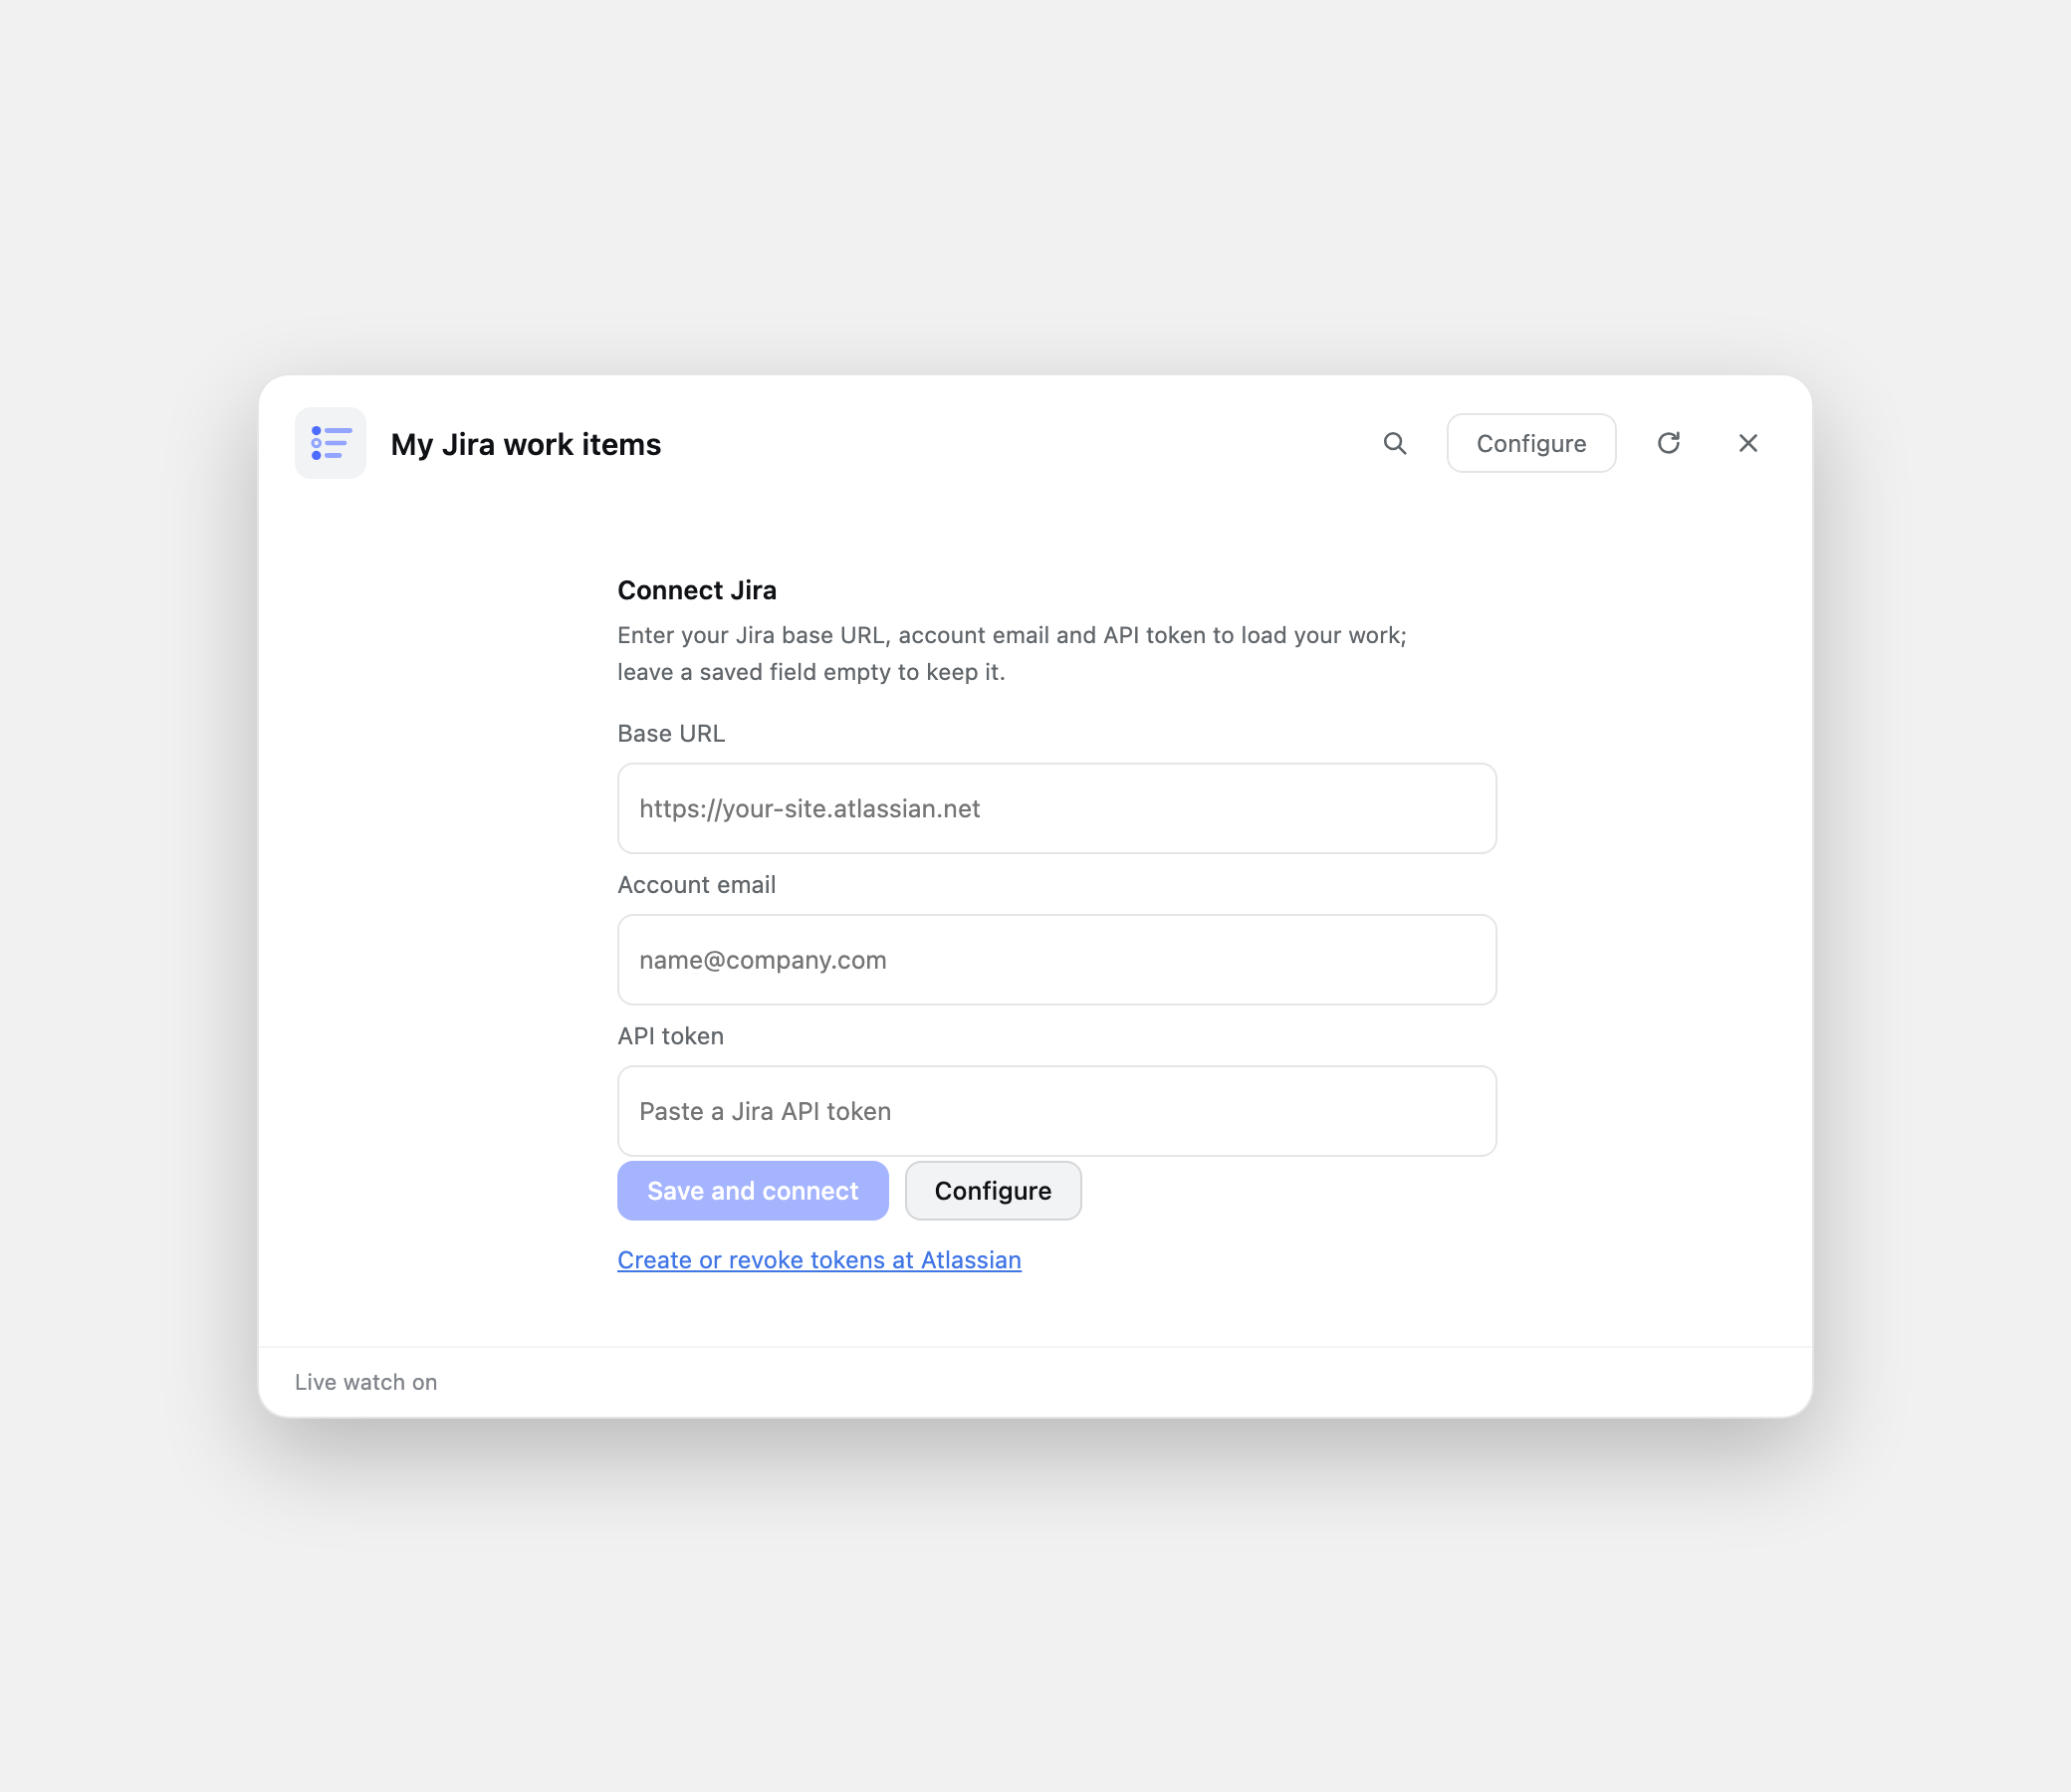 My Jira work items
Configure
Connect Jira
Enter your Jira base URL, account email and API token to load your work;
leave a saved field empty to keep it.
Base URL
https://your-site.atlassian.net
Account email
name@company.com
API token
Paste a Jira API token
Save and connect
Configure
Create or revoke tokens at Atlassian
Live watch on